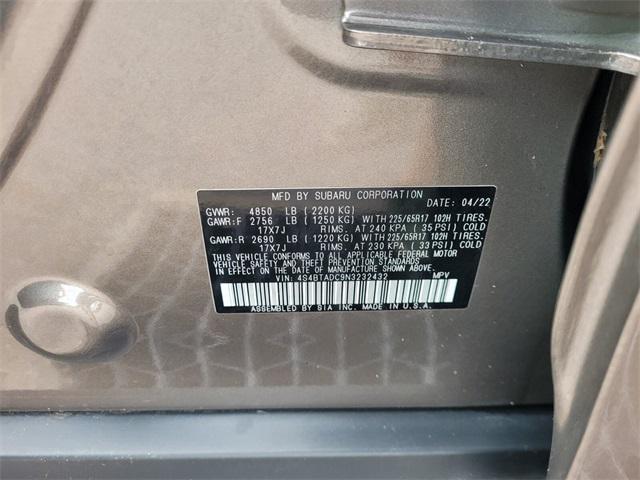 MFD BY SUBARU CORPORATION
GVWR: 4850 LB (2200 KG) DATE: 04/22
GAWR:F 2756 LB (1250 KG) WITH 225/65R17 102H TIRES.
17X7J RIMS. AT 240 KPA (35 PSI) COLD
GAWR:R 2690 LB (1220 KG) WITH 225/65R17 102H TIRES.
17X7J RIMS. AT 230 KPA (33 PSI) COLD
THIS VEHICLE CONFORMS TO ALL APPLICABLE FEDERAL MOTOR
VEHICLE SAFETY AND THEFT PREVENTION STANDARDS
IN EFFECT ON THE DATE OF MANUFACTURE SHOWN ABOVE.
VIN: 4S4BTADC9N3232432 MPV
ASSEMBLED BY SIA INC. MADE IN U.S.A.